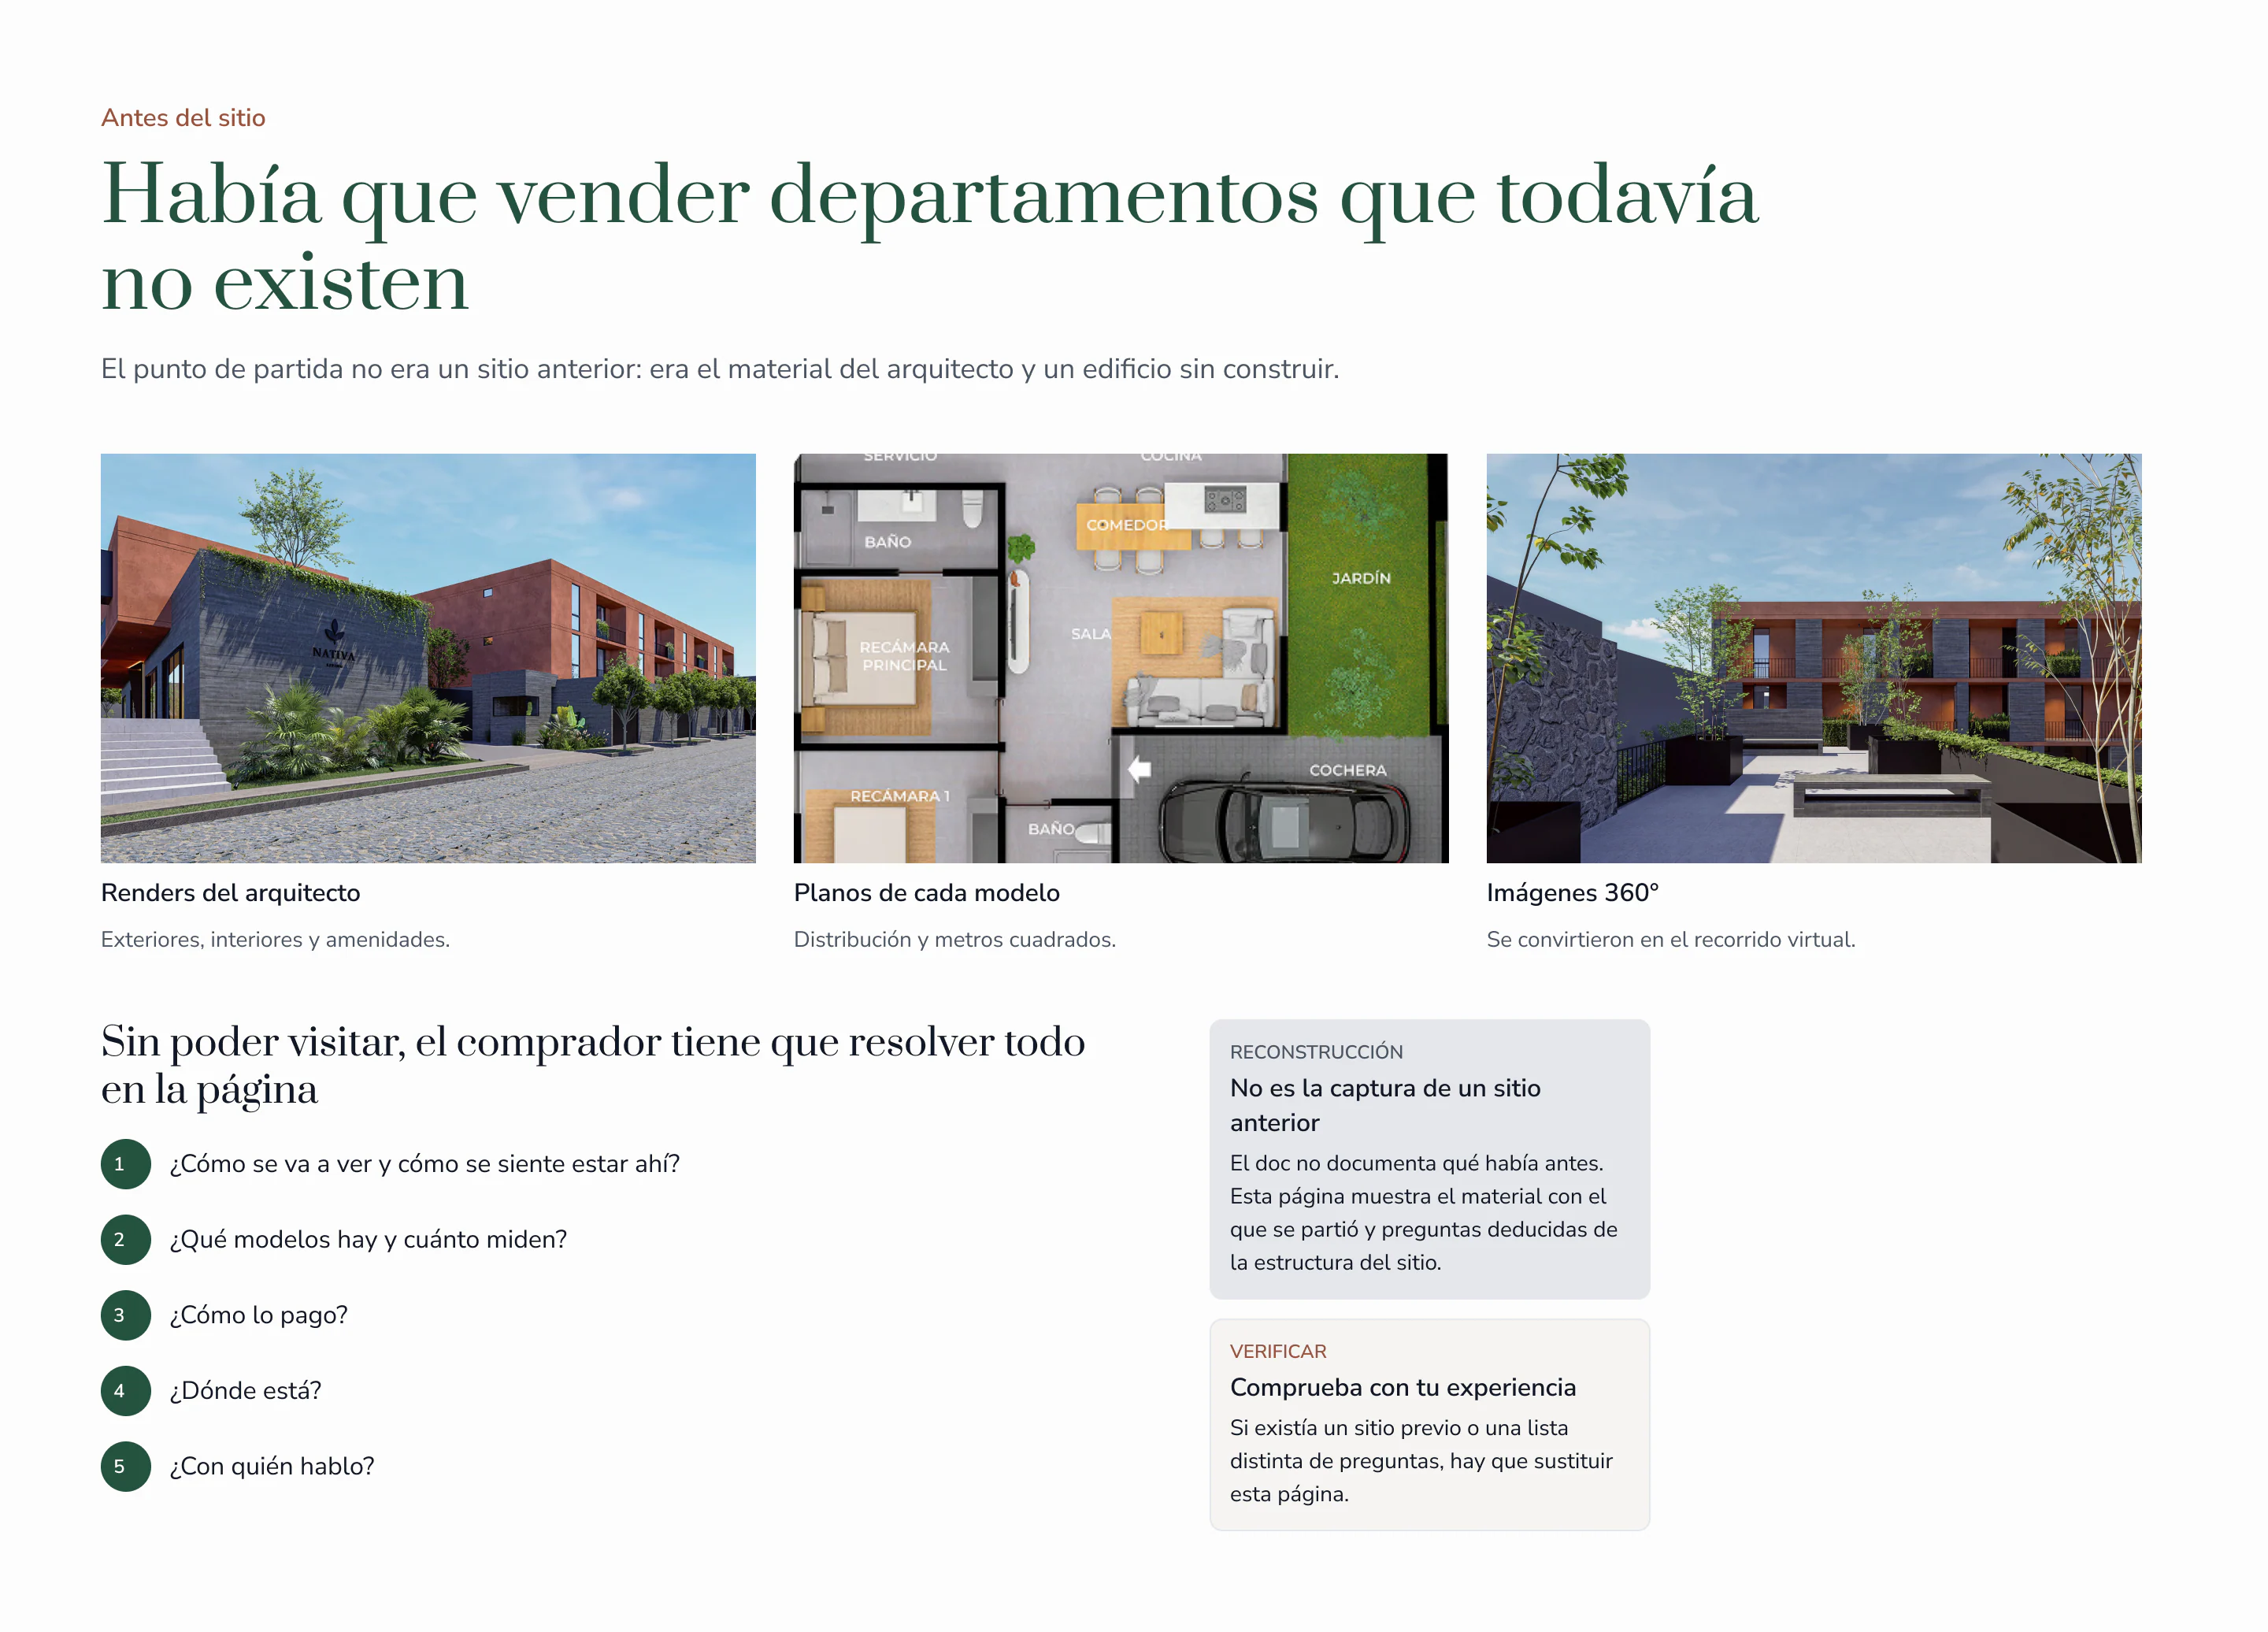 Antes del sitio
Había que vender departamentos que todavía
no existen
El punto de partida no era un sitio anterior: era el material del arquitecto y un edificio sin construir.
NATIVA
SERVICIO
COCINA
BAÑO
COMEDOR
JARDÍN
SALA
RECÁMARA
PRINCIPAL
COCHERA
RECÁMARA 1
BAÑO
Renders del arquitecto
Exteriores, interiores y amenidades.
Planos de cada modelo
Distribución y metros cuadrados.
Imágenes 360°
Se convirtieron en el recorrido virtual.
Sin poder visitar, el comprador tiene que resolver todo
en la página
1 ¿Cómo se va a ver y cómo se siente estar ahí?
2 ¿Qué modelos hay y cuánto miden?
3 ¿Cómo lo pago?
4 ¿Dónde está?
5 ¿Con quién hablo?
RECONSTRUCCIÓN
No es la captura de un sitio
anterior
El doc no documenta qué había antes.
Esta página muestra el material con el
que se partió y preguntas deducidas de
la estructura del sitio.
VERIFICAR
Comprueba con tu experiencia
Si existía un sitio previo o una lista
distinta de preguntas, hay que sustituir
esta página.